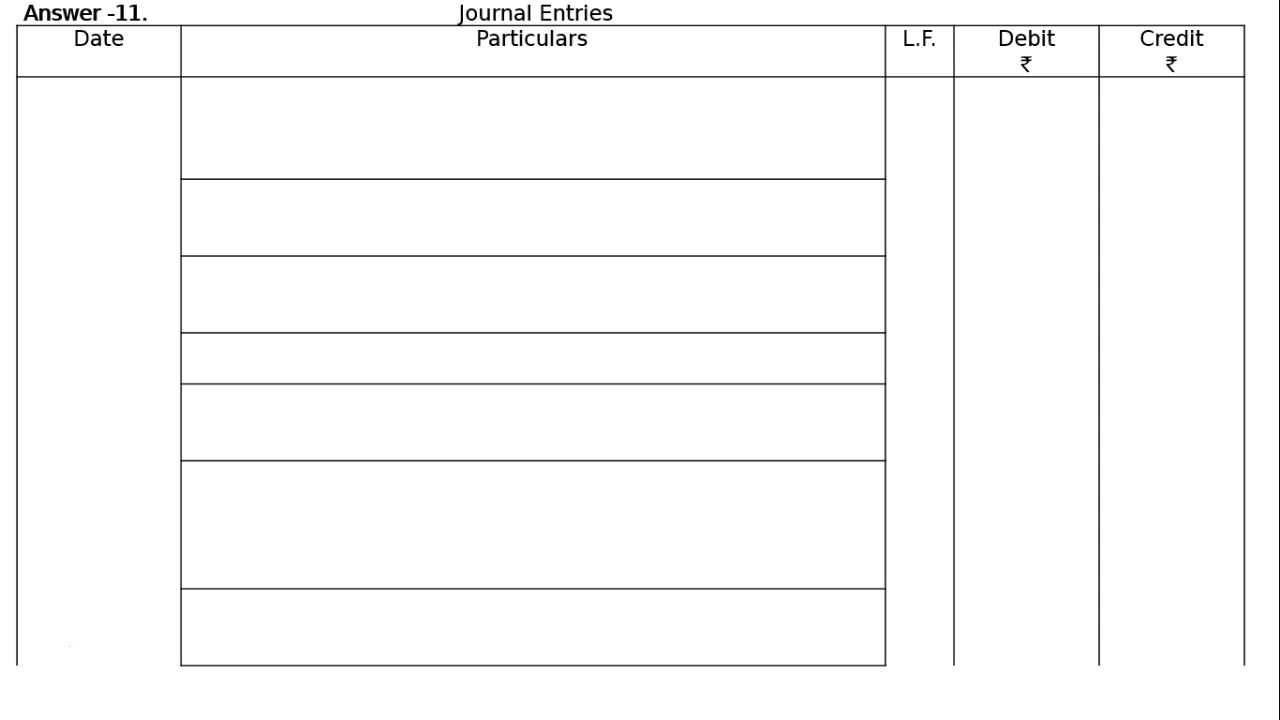 Answer -11. Journal Entries
Date Particulars L.F. Debit Credit
₹ ₹